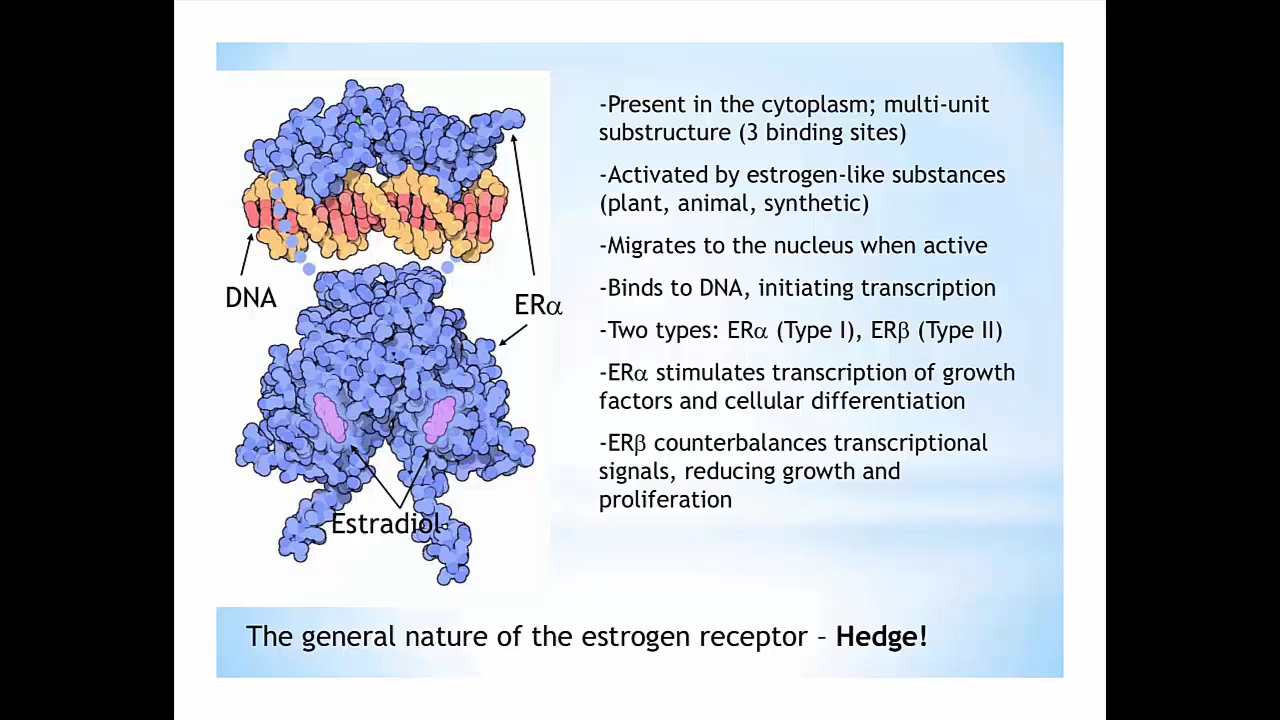 DNA
ERα
Estradiol
-Present in the cytoplasm; multi-unit
substructure (3 binding sites)
-Activated by estrogen-like substances
(plant, animal, synthetic)
-Migrates to the nucleus when active
-Binds to DNA, initiating transcription
-Two types: ERα (Type I), ERβ (Type II)
-ERα stimulates transcription of growth
factors and cellular differentiation
-ERβ counterbalances transcriptional
signals, reducing growth and
proliferation
The general nature of the estrogen receptor – Hedge!